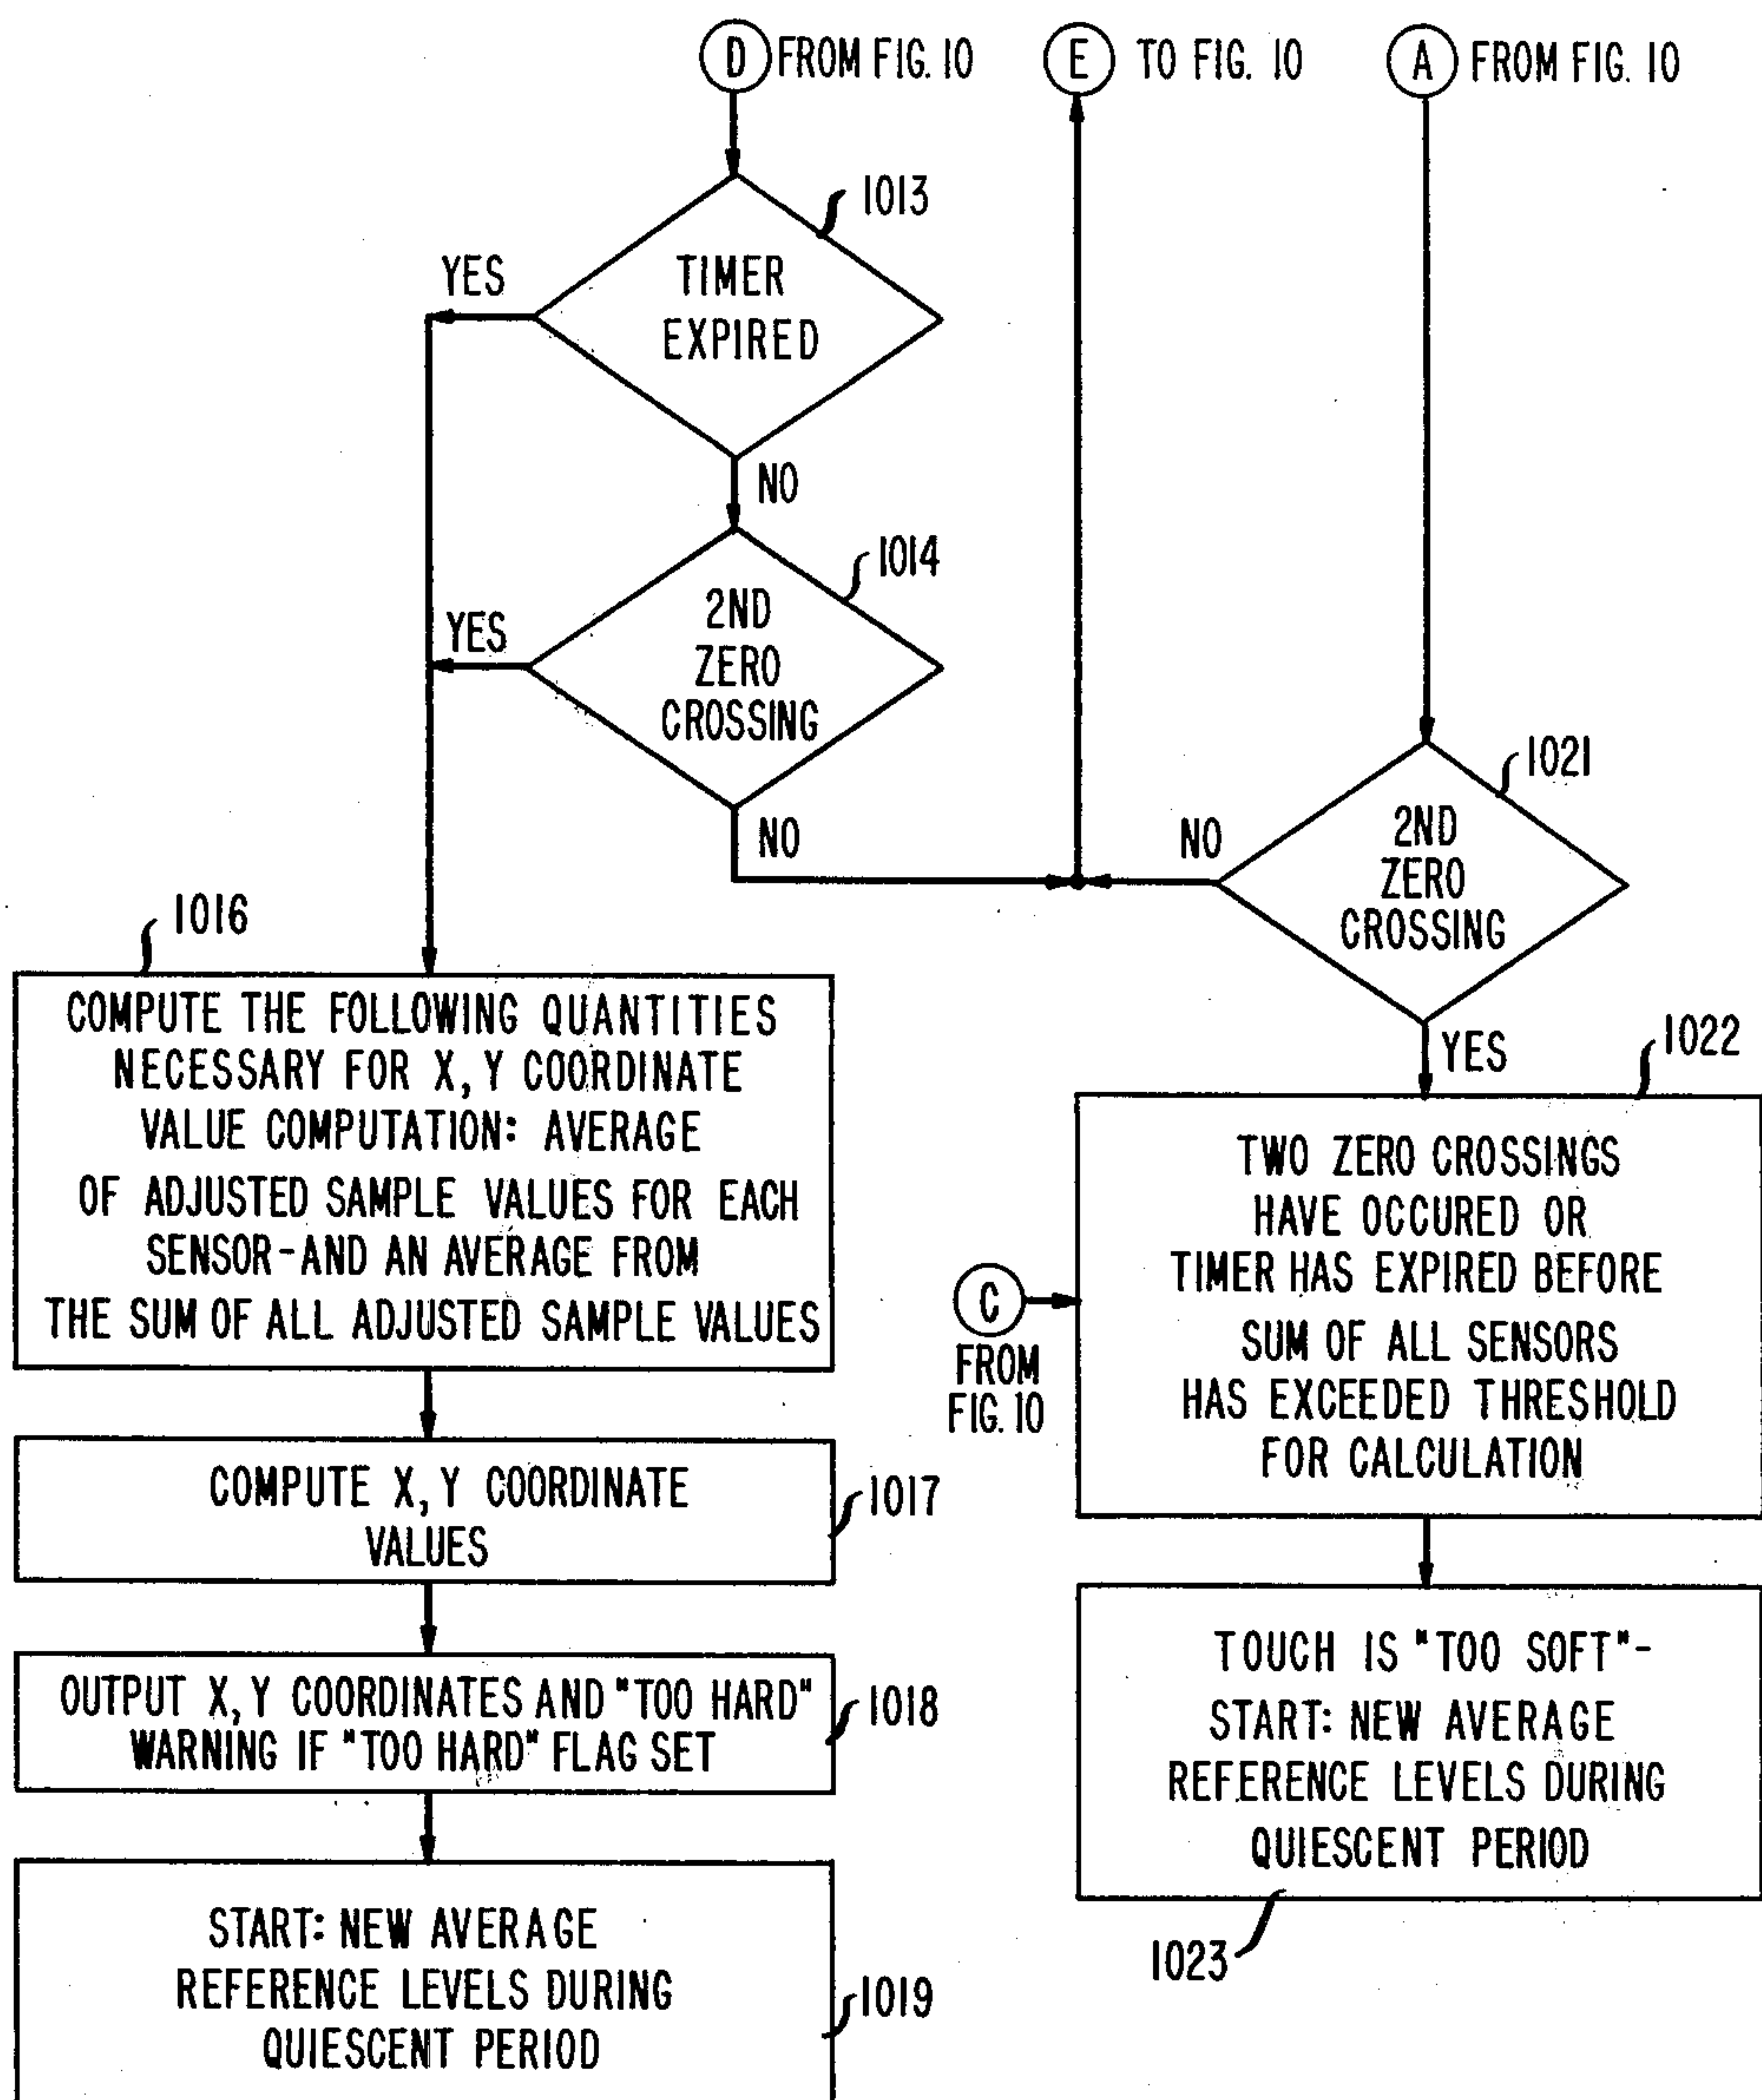 D FROM FIG. 10
E TO FIG. 10
A FROM FIG. 10
1013
YES
TIMER
EXPIRED
NO
1014
YES
2ND
ZERO
CROSSING
NO
1021
NO
2ND
ZERO
CROSSING
YES
1016
COMPUTE THE FOLLOWING QUANTITIES
NECESSARY FOR X, Y COORDINATE
VALUE COMPUTATION: AVERAGE
OF ADJUSTED SAMPLE VALUES FOR EACH
SENSOR-AND AN AVERAGE FROM
THE SUM OF ALL ADJUSTED SAMPLE VALUES
COMPUTE X, Y COORDINATE
VALUES
1017
OUTPUT X, Y COORDINATES AND "TOO HARD"
WARNING IF "TOO HARD" FLAG SET
1018
START: NEW AVERAGE
REFERENCE LEVELS DURING
QUIESCENT PERIOD
1019
1022
TWO ZERO CROSSINGS
HAVE OCCURED OR
TIMER HAS EXPIRED BEFORE
SUM OF ALL SENSORS
HAS EXCEEDED THRESHOLD
FOR CALCULATION
C
FROM
FIG. 10
TOUCH IS "TOO SOFT"-
START: NEW AVERAGE
REFERENCE LEVELS DURING
QUIESCENT PERIOD
1023